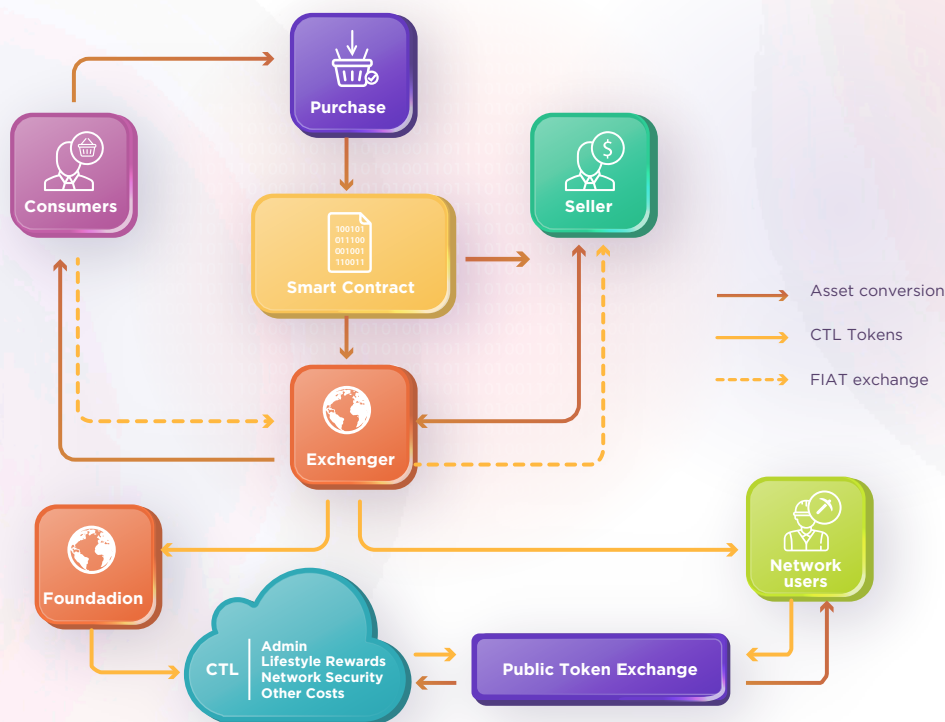 Purchase
Consumers
Seller
100101
011100
001001
110011
Smart Contract
Asset conversion
CTL Tokens
FIAT exchange
Exchenger
Foundadion
Network
users
CTL
Admin
Lifestyle Rewards
Network Security
Other Costs
Public Token Exchange